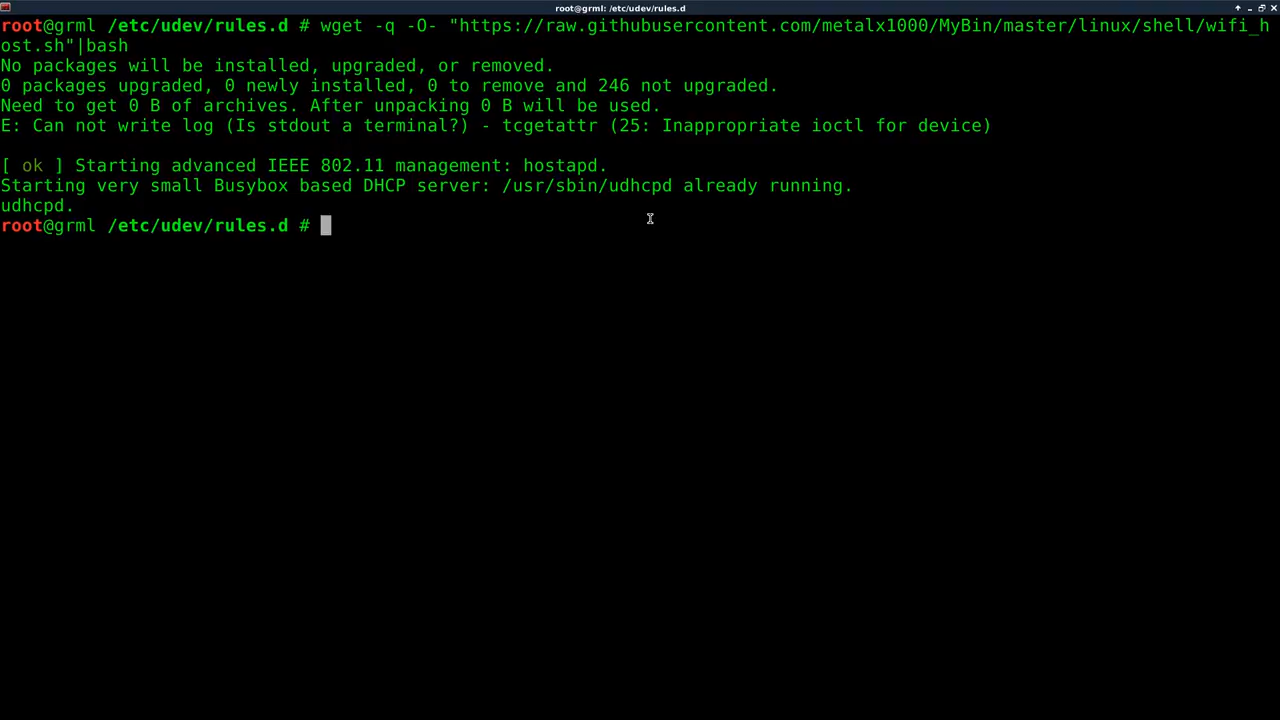 root@grml: /etc/udev/rules.d
root@grml /etc/udev/rules.d # wget -q -O- "https://raw.githubusercontent.com/metalx1000/MyBin/master/linux/shell/wifi_h
ost.sh"|bash
No packages will be installed, upgraded, or removed.
0 packages upgraded, 0 newly installed, 0 to remove and 246 not upgraded.
Need to get 0 B of archives. After unpacking 0 B will be used.
E: Can not write log (Is stdout a terminal?) - tcgetattr (25: Inappropriate ioctl for device)
[ ok ] Starting advanced IEEE 802.11 management: hostapd.
Starting very small Busybox based DHCP server: /usr/sbin/udhcpd already running.
udhcpd.
root@grml /etc/udev/rules.d #